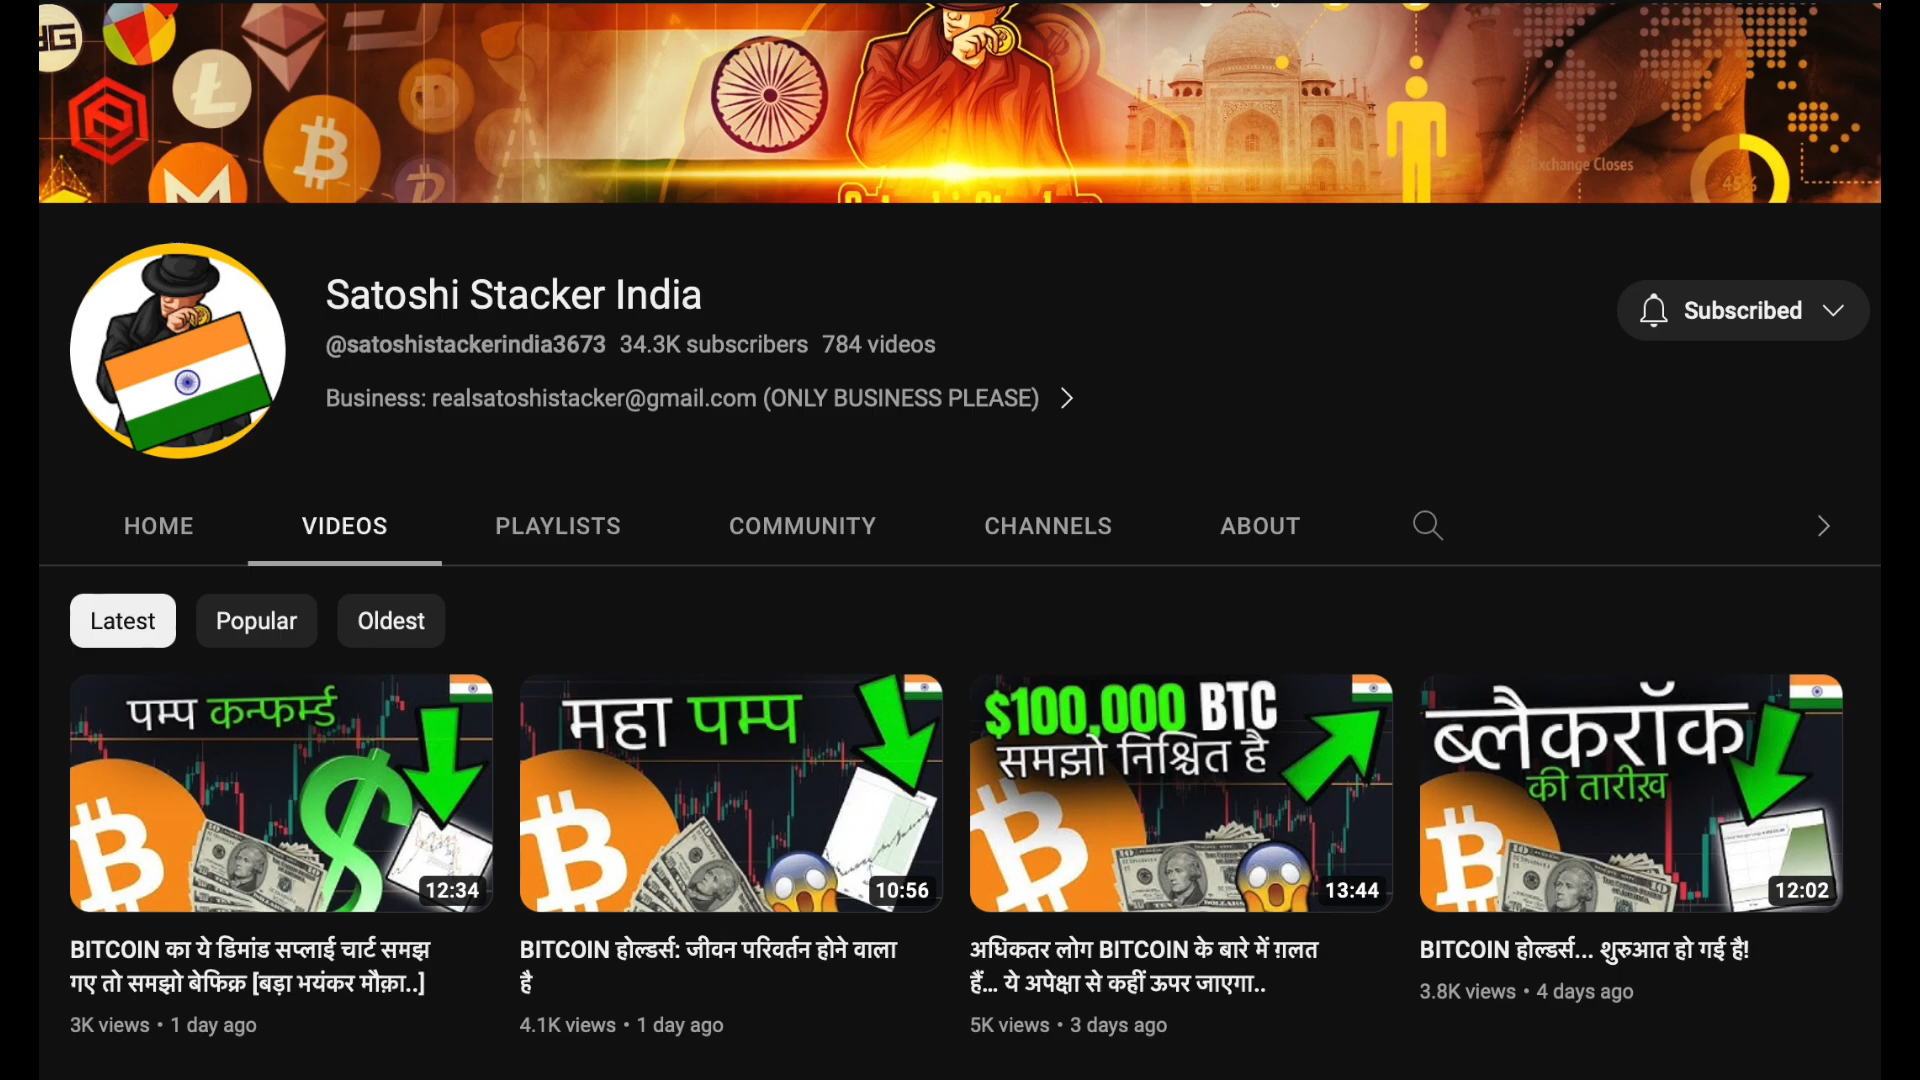 Exchange Closes
45%
Satoshi Stacker India
@satoshistackerindia3673 34.3K subscribers 784 videos
Business: realsatoshistacker@gmail.com (ONLY BUSINESS PLEASE)
Subscribed
HOME VIDEOS PLAYLISTS COMMUNITY CHANNELS ABOUT
Latest Popular Oldest
पम्प कन्फर्म्ड
12:34
महा पम्प
10:56
$100,000 BTC
समझो निश्चित है
13:44
ब्लैकरॉक
की तारीख़
12:02
BITCOIN का ये डिमांड सप्लाई चार्ट समझ
गए तो समझो बेफिक्र [बड़ा भयंकर मौक़ा..]
3K views • 1 day ago
BITCOIN होल्डर्स: जीवन परिवर्तन होने वाला
है
4.1K views • 1 day ago
अधिकतर लोग BITCOIN के बारे में ग़लत
हैं... ये अपेक्षा से कहीं ऊपर जाएगा..
5K views • 3 days ago
BITCOIN होल्डर्स... शुरुआत हो गई है!
3.8K views • 4 days ago